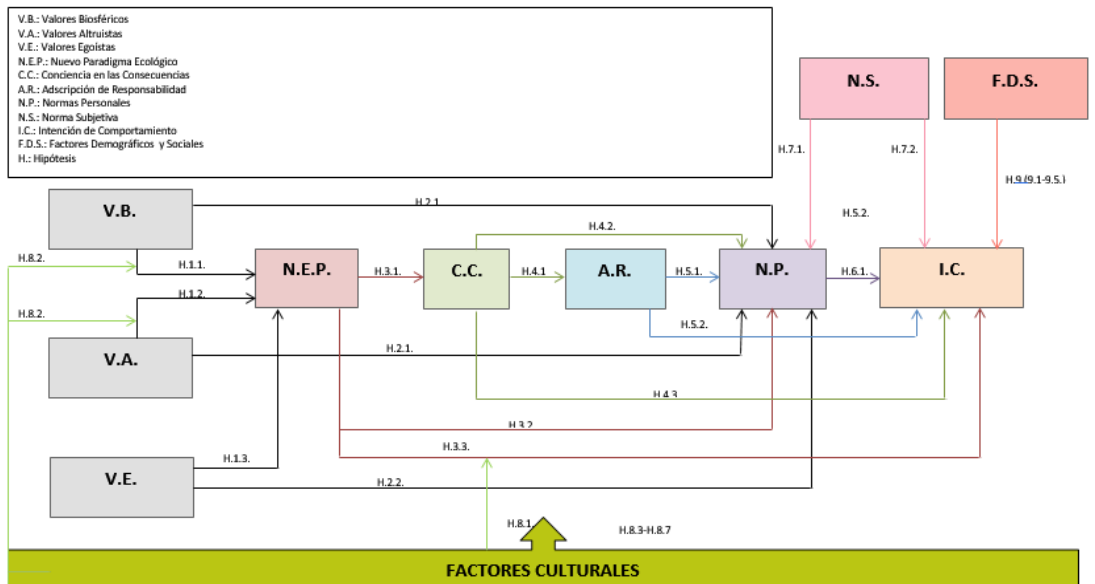 V.B.: Valores Biosféricos
V.A.: Valores Altruistas
V.E.: Valores Egoístas
N.E.P.: Nuevo Paradigma Ecológico
C.C.: Conciencia en las Consecuencias
A.R.: Adscripción de Responsabilidad
N.P.: Normas Personales
N.S.: Norma Subjetiva
I.C.: Intención de Comportamiento
F.D.S.: Factores Demográficos y Sociales
H.: Hipótesis
N.S.
F.D.S.
H.7.1.
H.7.2.
H.9.(9.1-9.5.)
V.B.
H.2.1.
H.5.2.
H.4.2.
H.8.2.
H.1.1.
N.E.P.
H.3.1.
C.C.
H.4.1
A.R.
H.5.1.
N.P.
H.6.1.
I.C.
H.1.2.
H.8.2.
H.5.2.
V.A.
H.2.1.
H.4.3.
H.3.2.
H.3.3.
H.1.3.
V.E.
H.2.2.
H.8.1.
H.8.3-H.8.7
FACTORES CULTURALES